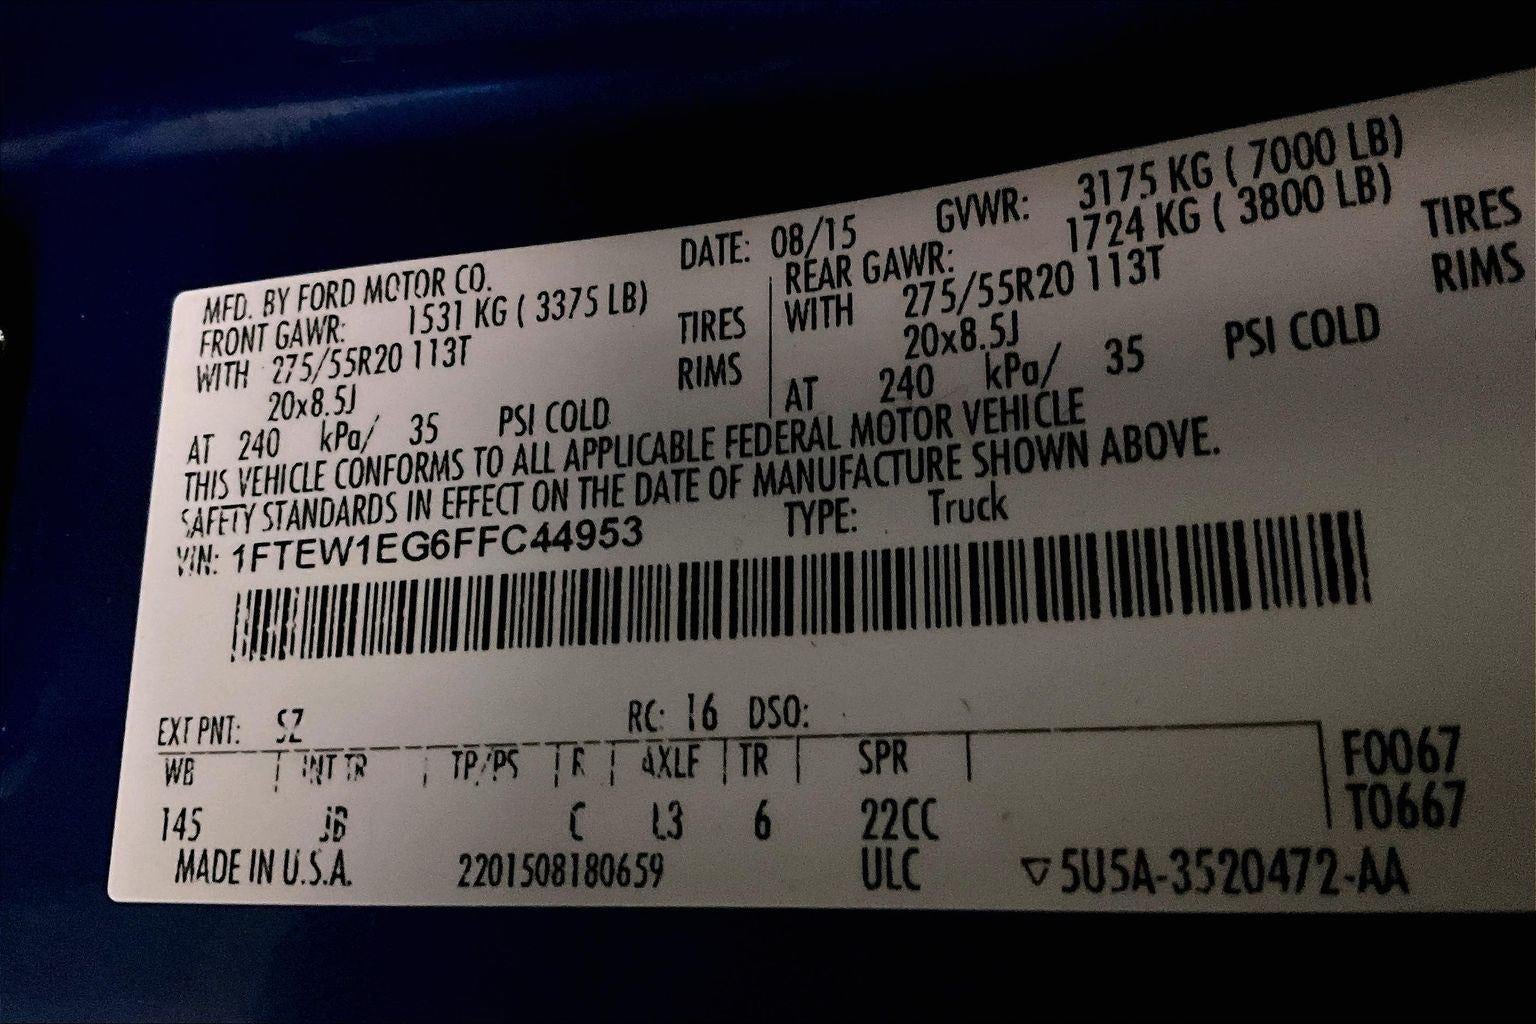 MFD. BY FORD MOTOR CO.
DATE: 08/15
GVWR: 3175 KG ( 7000 LB)
FRONT GAWR: 1531 KG ( 3375 LB)
WITH 275/55R20 113T TIRES
20x8.5J RIMS
AT 240 kPa/ 35 PSI COLD
REAR GAWR: 1724 KG ( 3800 LB)
WITH 275/55R20 113T TIRES
20x8.5J RIMS
AT 240 kPa/ 35 PSI COLD
THIS VEHICLE CONFORMS TO ALL APPLICABLE FEDERAL MOTOR VEHICLE
SAFETY STANDARDS IN EFFECT ON THE DATE OF MANUFACTURE SHOWN ABOVE.
VIN: 1FTEW1EG6FFC44953
TYPE: Truck
EXT PNT: SZ RC: 16 DSO:
WB INT TR TP/PS R AXLE TR SPR
145 JB C L3 6 22CC
F0067
T0667
MADE IN U.S.A. 2201508180659 ULC ▽5U5A-3520472-AA